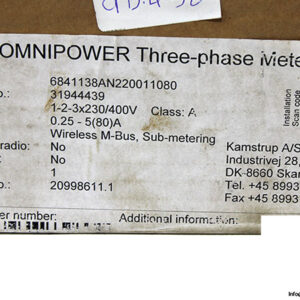 OMNIPOWER Three-phase Mete
6841138AN220011080
o.: 31944439
1-2-3x230/400V Class: A
0.25 - 5(80)A
Wireless M-Bus, Sub-metering
radio: No
No
1
20998611.1
Installation
Scan code
Kamstrup A/S
Industrivej 28,
DK-8660 Skan
Tel. +45 8993
Fax +45 8993
er number:
Additional information: